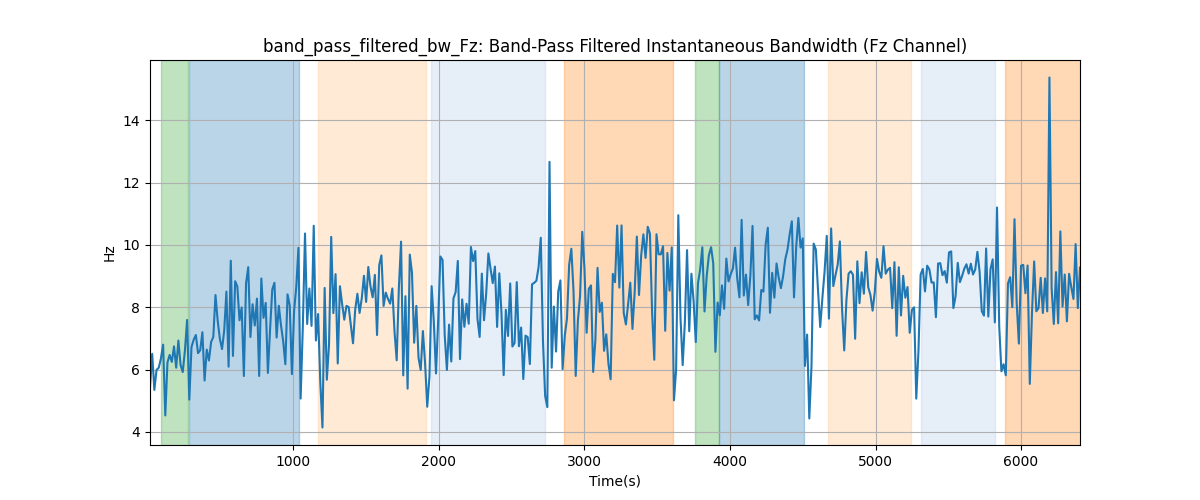 band_pass_filtered_bw_Fz: Band-Pass Filtered Instantaneous Bandwidth (Fz Channel)
14
12
10
8
6
4
Hz
1000 2000 3000 4000 5000 6000
Time(s)